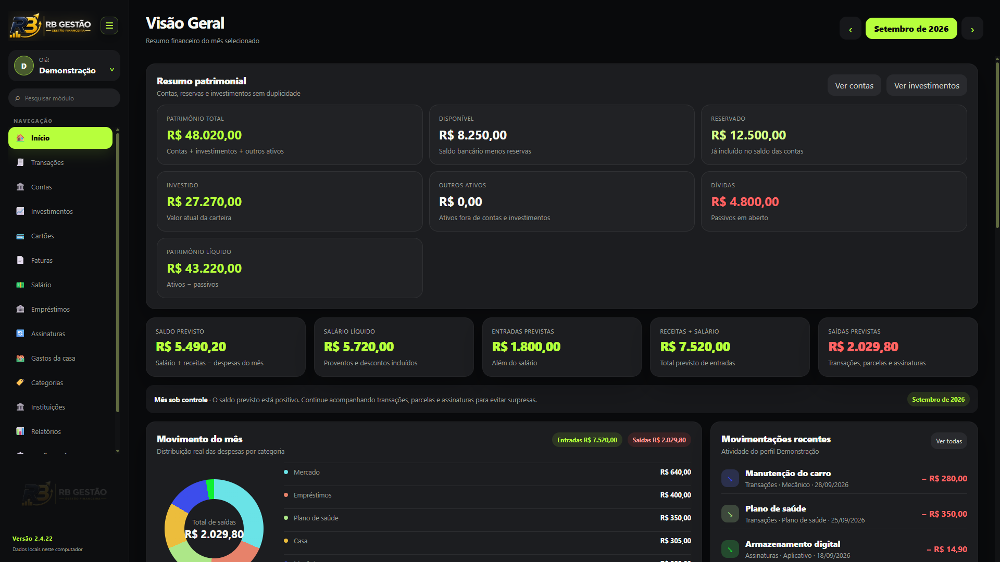 RB GESTÃO
GESTÃO FINANCEIRA
D
Olá!
Demonstração
Pesquisar módulo
NAVEGAÇÃO
Início
Transações
Contas
Investimentos
Cartões
Faturas
Salário
Empréstimos
Assinaturas
Gastos da casa
Categorias
Instituições
Relatórios
RB GESTÃO
GESTÃO FINANCEIRA
Versão 2.4.22
Dados locais neste computador
Visão Geral
Resumo financeiro do mês selecionado
‹ Setembro de 2026 ›
Resumo patrimonial
Contas, reservas e investimentos sem duplicidade
Ver contas
Ver investimentos
PATRIMÔNIO TOTAL
R$ 48.020,00
Contas + investimentos + outros ativos
DISPONÍVEL
R$ 8.250,00
Saldo bancário menos reservas
RESERVADO
R$ 12.500,00
Já incluído no saldo das contas
INVESTIDO
R$ 27.270,00
Valor atual da carteira
OUTROS ATIVOS
R$ 0,00
Ativos fora de contas e investimentos
DÍVIDAS
R$ 4.800,00
Passivos em aberto
PATRIMÔNIO LÍQUIDO
R$ 43.220,00
Ativos − passivos
SALDO PREVISTO
R$ 5.490,20
Salário + receitas − despesas do mês
SALÁRIO LÍQUIDO
R$ 5.720,00
Proventos e descontos incluídos
ENTRADAS PREVISTAS
R$ 1.800,00
Além do salário
RECEITAS + SALÁRIO
R$ 7.520,00
Total previsto de entradas
SAÍDAS PREVISTAS
R$ 2.029,80
Transações, parcelas e assinaturas
Mês sob controle · O saldo previsto está positivo. Continue acompanhando transações, parcelas e assinaturas para evitar surpresas.
Setembro de 2026
Movimento do mês
Distribuição real das despesas por categoria
Entradas R$ 7.520,00
Saídas R$ 2.029,80
Total de saídas
R$ 2.029,80
Mercado R$ 640,00
Empréstimos R$ 400,00
Plano de saúde R$ 350,00
Casa R$ 305,00
Movimentações recentes
Atividade do perfil Demonstração
Ver todas
Manutenção do carro
Transações · Mecânico · 28/09/2026
− R$ 280,00
Plano de saúde
Transações · Plano de saúde · 25/09/2026
− R$ 350,00
Armazenamento digital
Assinaturas · Aplicativo · 18/09/2026
− R$ 14,90